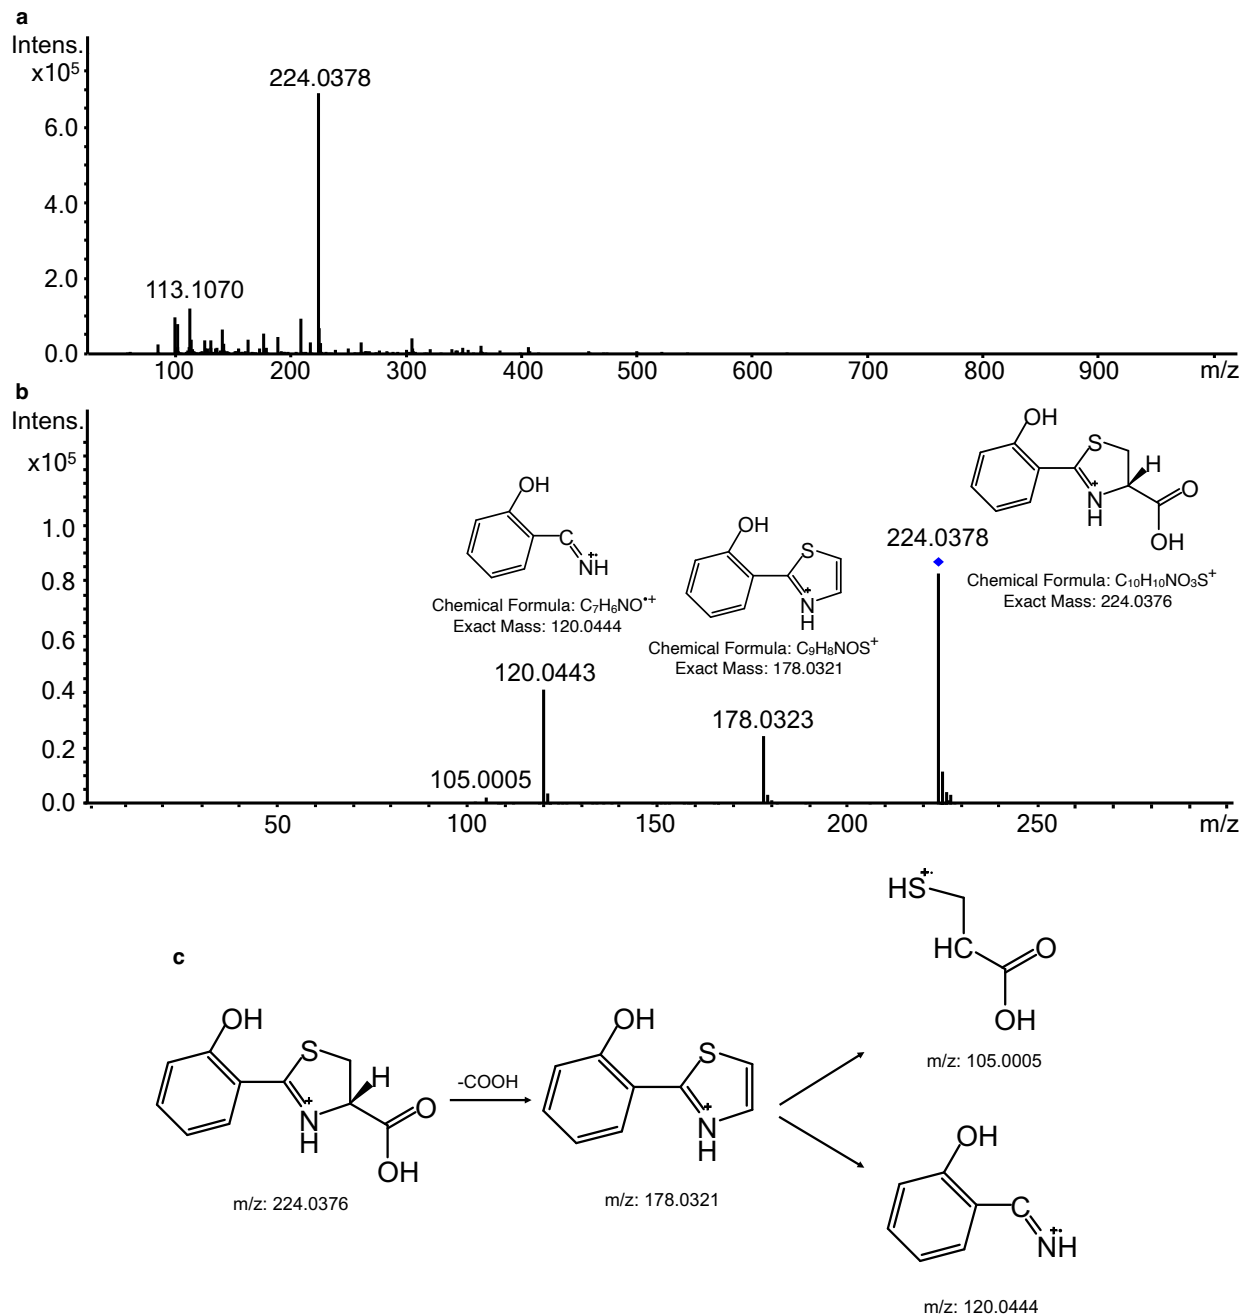 a
Intens.
x10⁵
224.0378
6.0
4.0
2.0
113.1070
0.0
100 200 300 400 500 600 700 800 900 m/z
b
Intens.
x10⁵
1.0
0.8
0.6
0.4
0.2
0.0
OH
C
NH
+•
Chemical Formula: C₇H₆NO•+
Exact Mass: 120.0444
120.0443
105.0005
OH
S
+
N
H
Chemical Formula: C₉H₈NOS+
Exact Mass: 178.0321
178.0323
OH
S
H
+
N
H
O
OH
224.0378
Chemical Formula: C₁₀H₁₀NO₃S+
Exact Mass: 224.0376
50 100 150 200 250 m/z
c
OH
S
H
+
N
H
O
OH
m/z: 224.0376
-COOH
OH
S
+
N
H
m/z: 178.0321
+•
HS
HC
O
OH
m/z: 105.0005
OH
C
+•
NH
m/z: 120.0444